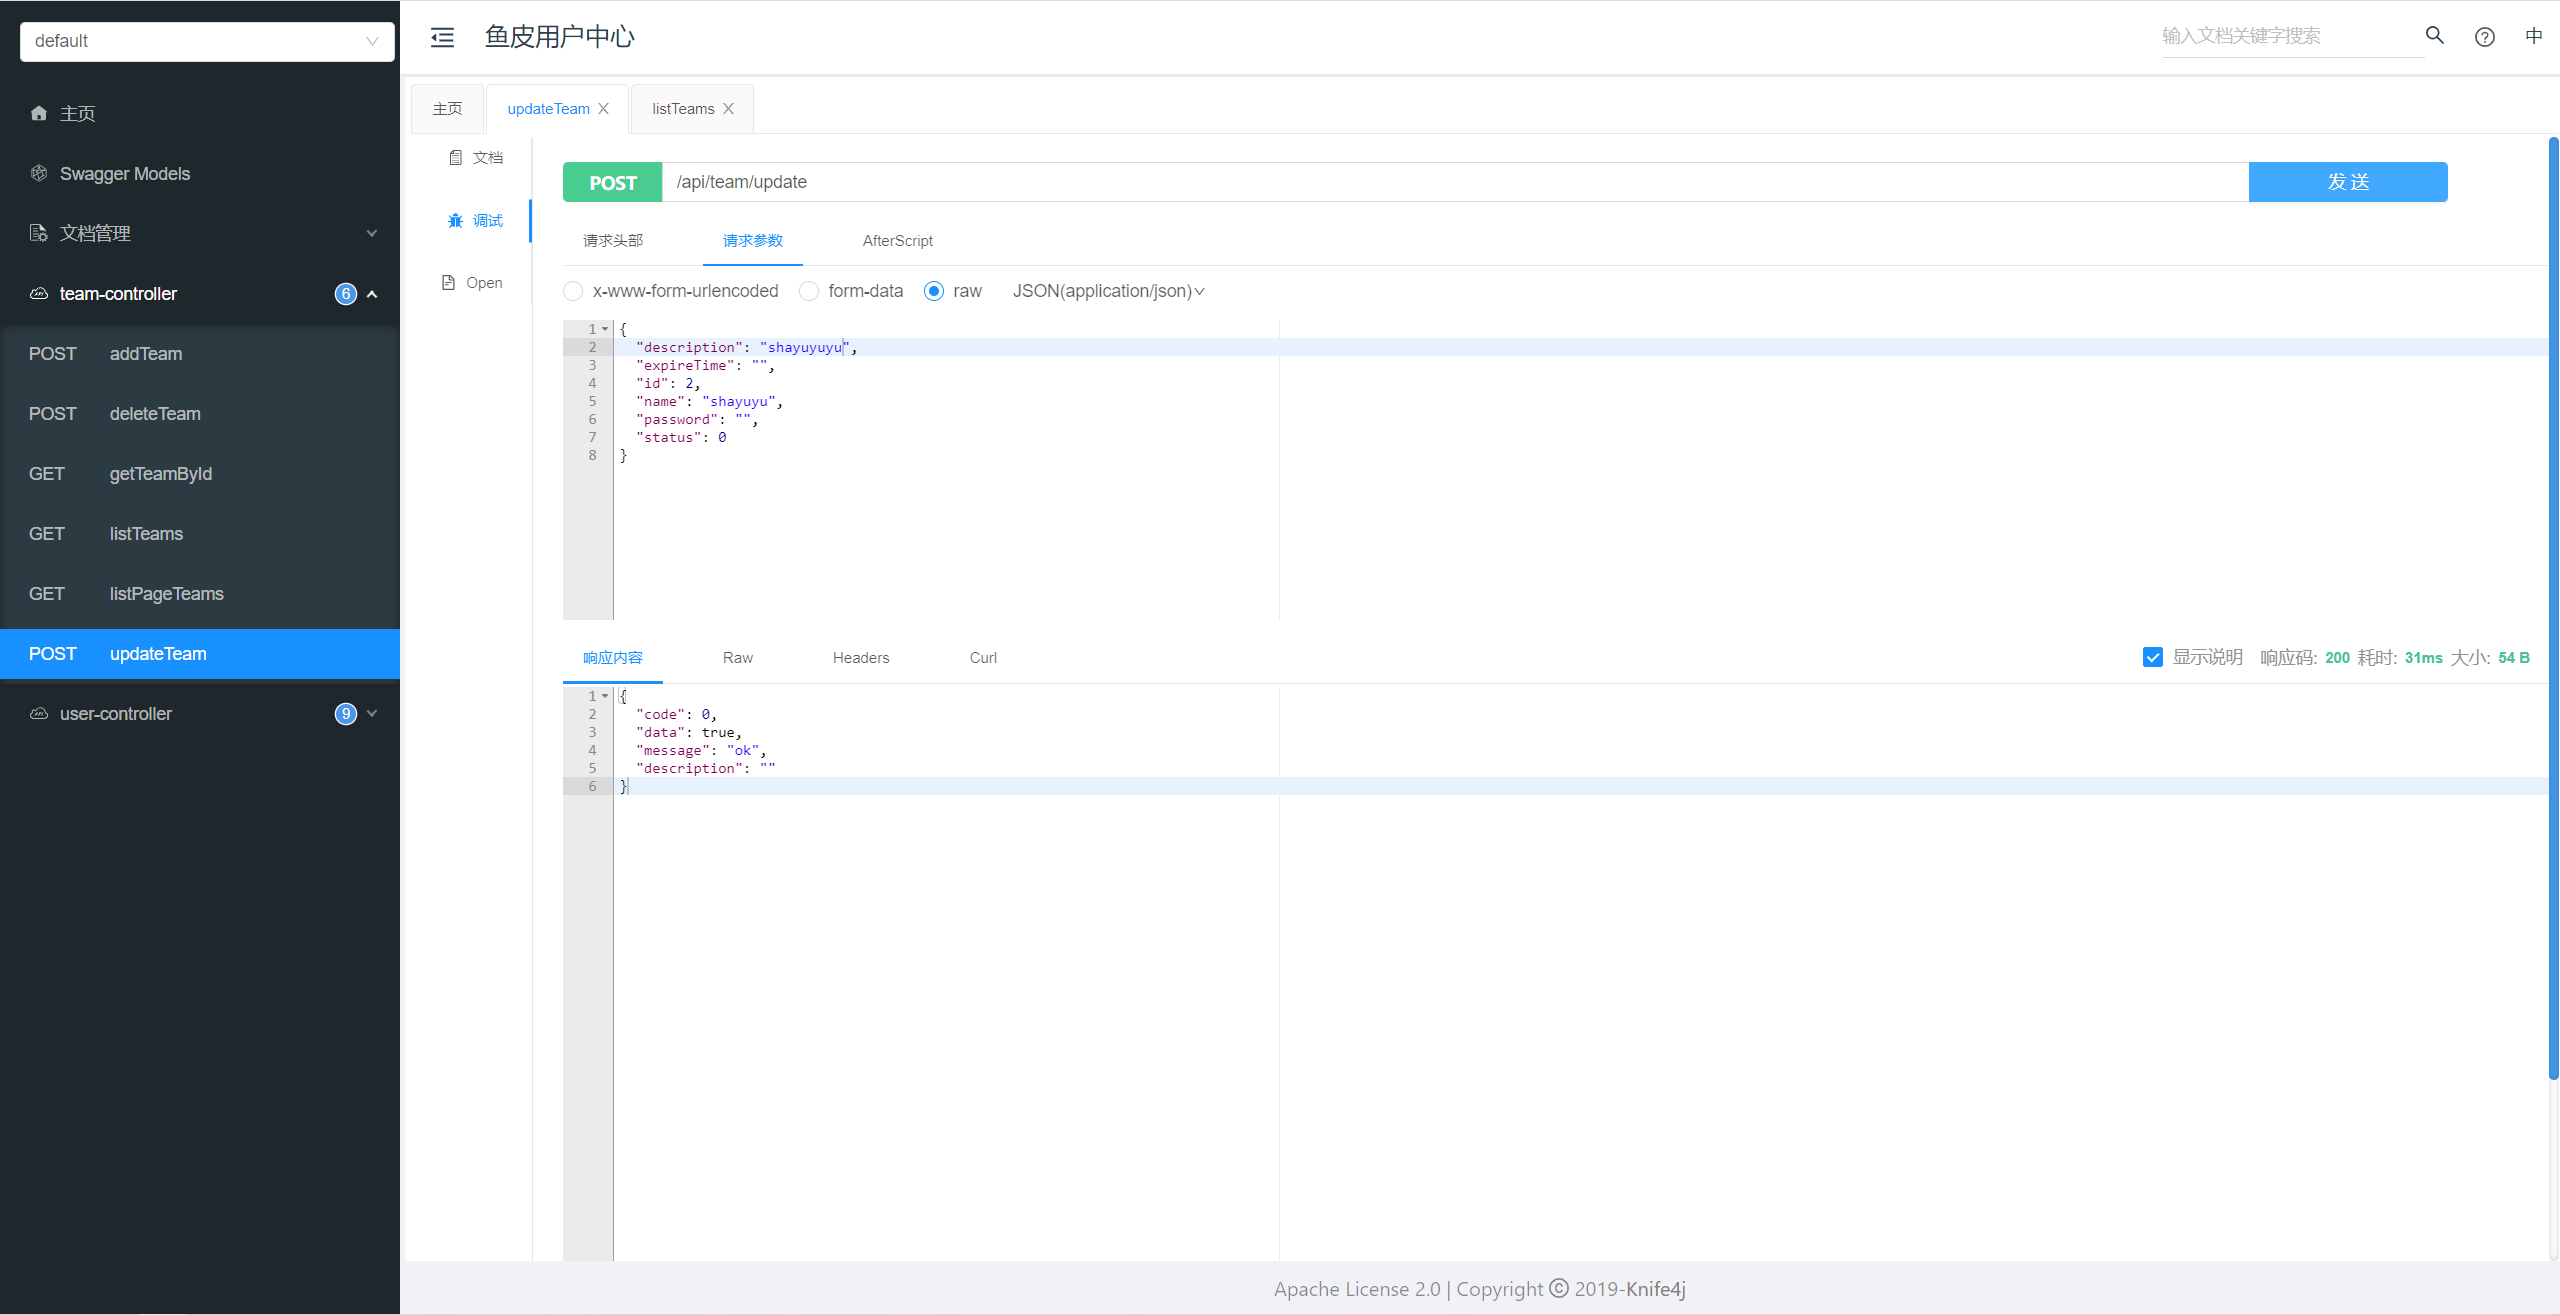 default
主页
Swagger Models
文档管理
team-controller 6
POST addTeam
POST deleteTeam
GET getTeamById
GET listTeams
GET listPageTeams
POST updateTeam
user-controller 9
鱼皮用户中心
输入文档关键字搜索
中
主页 updateTeam listTeams
文档
调试
Open
POST /api/team/update 发送
请求头部 请求参数 AfterScript
x-www-form-urlencoded form-data raw JSON(application/json)
1 {
2 "description": "shayuyuyu",
3 "expireTime": "",
4 "id": 2,
5 "name": "shayuyu",
6 "password": "",
7 "status": 0
8 }
响应内容 Raw Headers Curl 显示说明 响应码: 200 耗时: 31ms 大小: 54 B
1 {
2 "code": 0,
3 "data": true,
4 "message": "ok",
5 "description": ""
6 }
Apache License 2.0 | Copyright © 2019-Knife4j